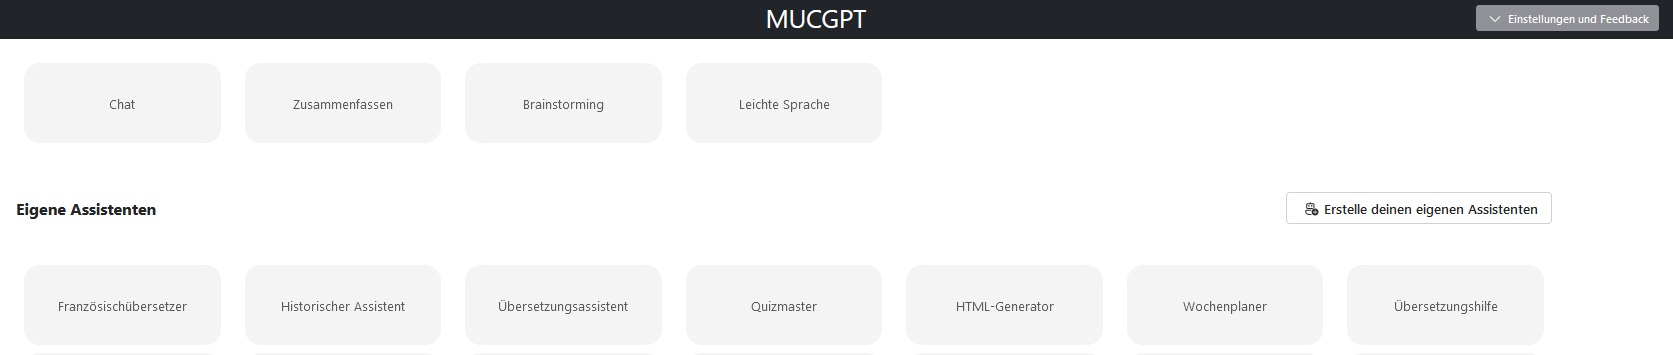 MUCGPT
Einstellungen und Feedback
Chat
Zusammenfassen
Brainstorming
Leichte Sprache
Eigene Assistenten
Erstelle deinen eigenen Assistenten
Französischübersetzer
Historischer Assistent
Übersetzungsassistent
Quizmaster
HTML-Generator
Wochenplaner
Übersetzungshilfe